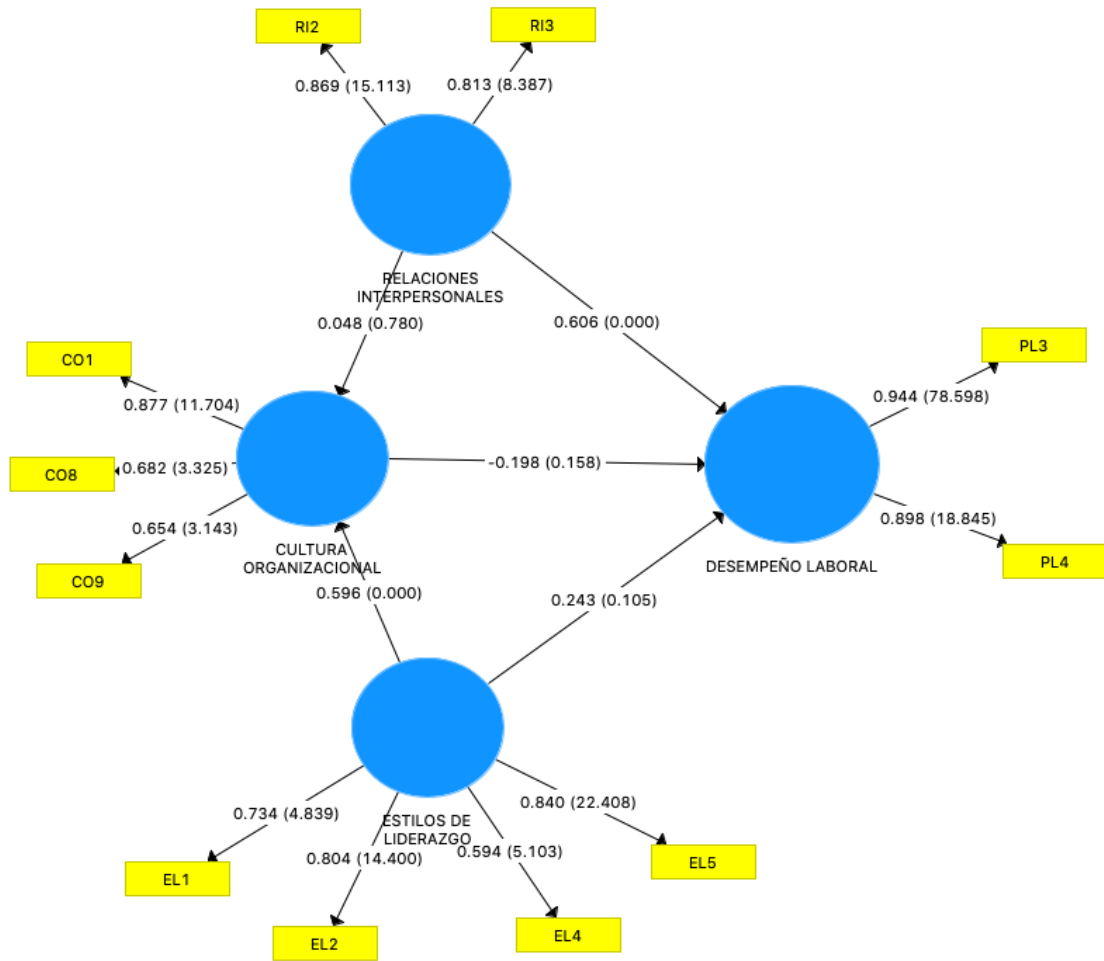 RI2
RI3
0.869 (15.113)
0.813 (8.387)
RELACIONES
INTERPERSONALES
0.048 (0.780)
0.606 (0.000)
CO1
PL3
0.877 (11.704)
0.944 (78.598)
CO8
0.682 (3.325)
-0.198 (0.158)
0.654 (3.143)
0.898 (18.845)
CULTURA
ORGANIZACIONAL
DESEMPEÑO LABORAL
PL4
CO9
0.596 (0.000)
0.243 (0.105)
0.734 (4.839)
0.840 (22.408)
ESTILOS DE
LIDERAZGO
0.804 (14.400)
0.594 (5.103)
EL1
EL5
EL2
EL4